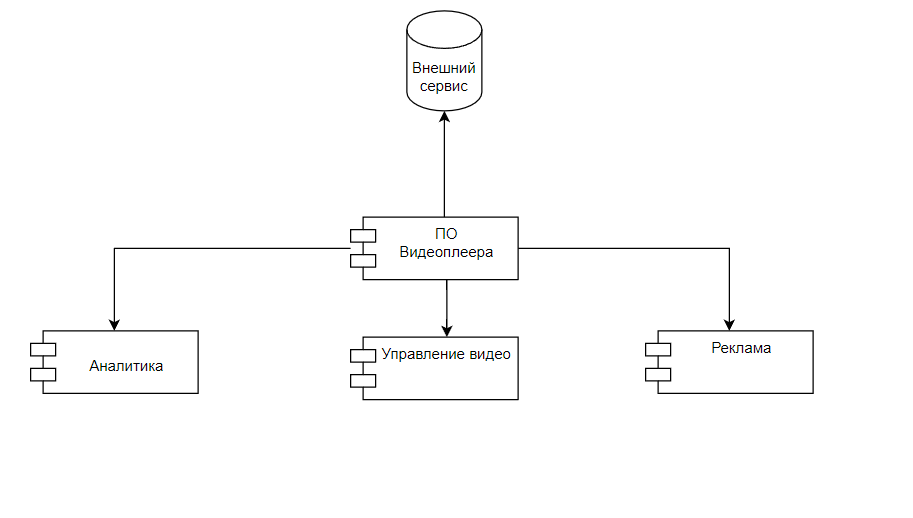 Внешний
сервис
ПО
Видеоплеера
Аналитика
Управление видео
Реклама